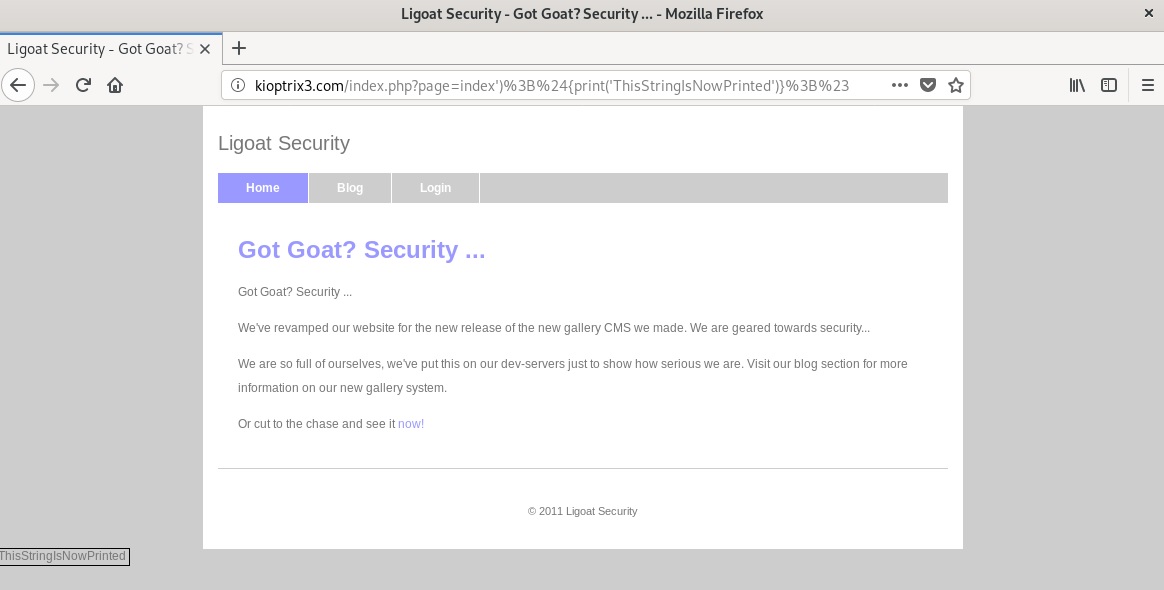 Ligoat Security - Got Goat? Security ... - Mozilla Firefox
Ligoat Security - Got Goat? S
kioptrix3.com/index.php?page=index')%3B%24{print('ThisStringIsNowPrinted')}%3B%23
Ligoat Security
Home Blog Login
Got Goat? Security ...
Got Goat? Security ...
We've revamped our website for the new release of the new gallery CMS we made. We are geared towards security...
We are so full of ourselves, we've put this on our dev-servers just to show how serious we are. Visit our blog section for more
information on our new gallery system.
Or cut to the chase and see it now!
© 2011 Ligoat Security
ThisStringIsNowPrinted